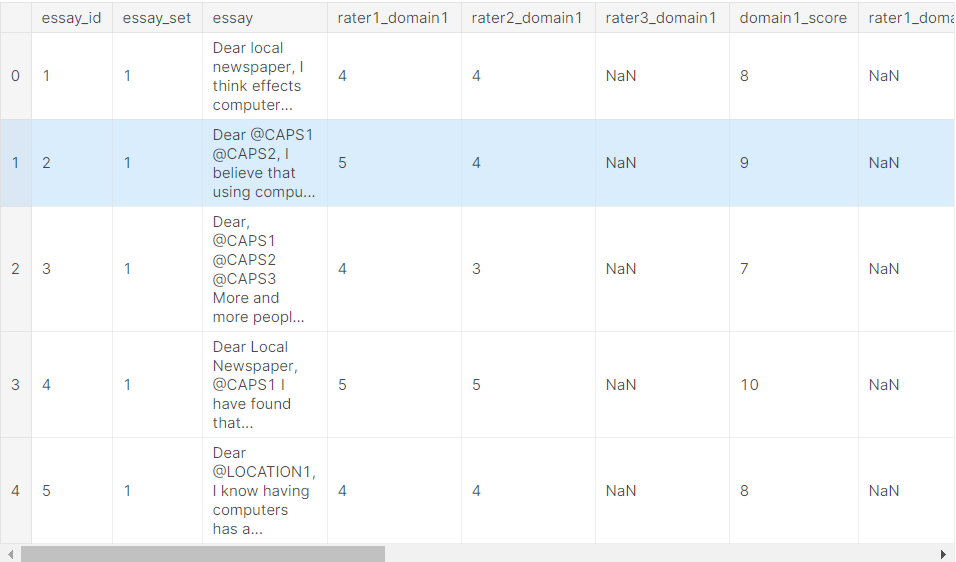 essay_id essay_set essay rater1_domain1 rater2_domain1 rater3_domain1 domain1_score rater1_doma
0 1 1 Dear local newspaper, I think effects computer... 4 4 NaN 8 NaN
1 2 1 Dear @CAPS1 @CAPS2, I believe that using compu... 5 4 NaN 9 NaN
2 3 1 Dear, @CAPS1 @CAPS2 @CAPS3 More and more peopl... 4 3 NaN 7 NaN
3 4 1 Dear Local Newspaper, @CAPS1 I have found that... 5 5 NaN 10 NaN
4 5 1 Dear @LOCATION1, I know having computers has a... 4 4 NaN 8 NaN